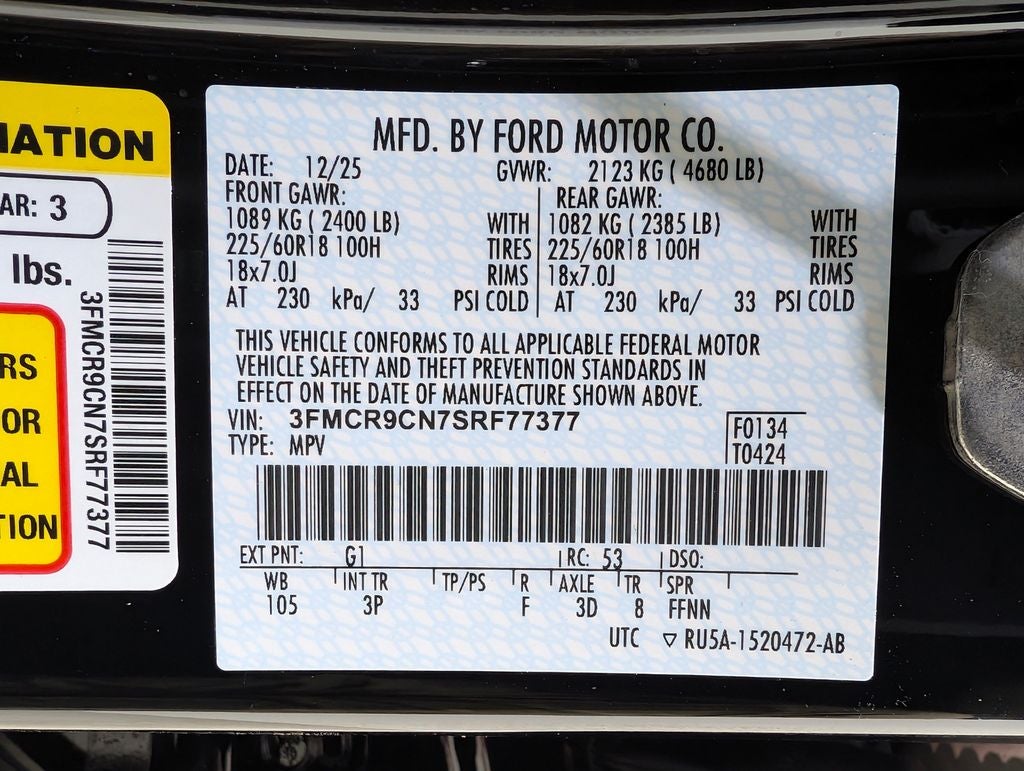 MATION
AR: 3
lbs.
RS
OR
AL
TION
3FMCR9CN7SRF77377
MFD. BY FORD MOTOR CO.
DATE: 12/25 GVWR: 2123 KG ( 4680 LB)
FRONT GAWR: REAR GAWR:
1089 KG ( 2400 LB) WITH 1082 KG ( 2385 LB) WITH
225/60R18 100H TIRES 225/60R18 100H TIRES
18x7.0J RIMS 18x7.0J RIMS
AT 230 kPa/ 33 PSI COLD AT 230 kPa/ 33 PSI COLD
THIS VEHICLE CONFORMS TO ALL APPLICABLE FEDERAL MOTOR
VEHICLE SAFETY AND THEFT PREVENTION STANDARDS IN
EFFECT ON THE DATE OF MANUFACTURE SHOWN ABOVE.
VIN: 3FMCR9CN7SRF77377 F0134
TYPE: MPV T0424
EXT PNT: G1 RC: 53 DSO:
WB INT TR TP/PS R AXLE TR SPR
105 3P F 3D 8 FFNN
UTC ▽ RU5A-1520472-AB